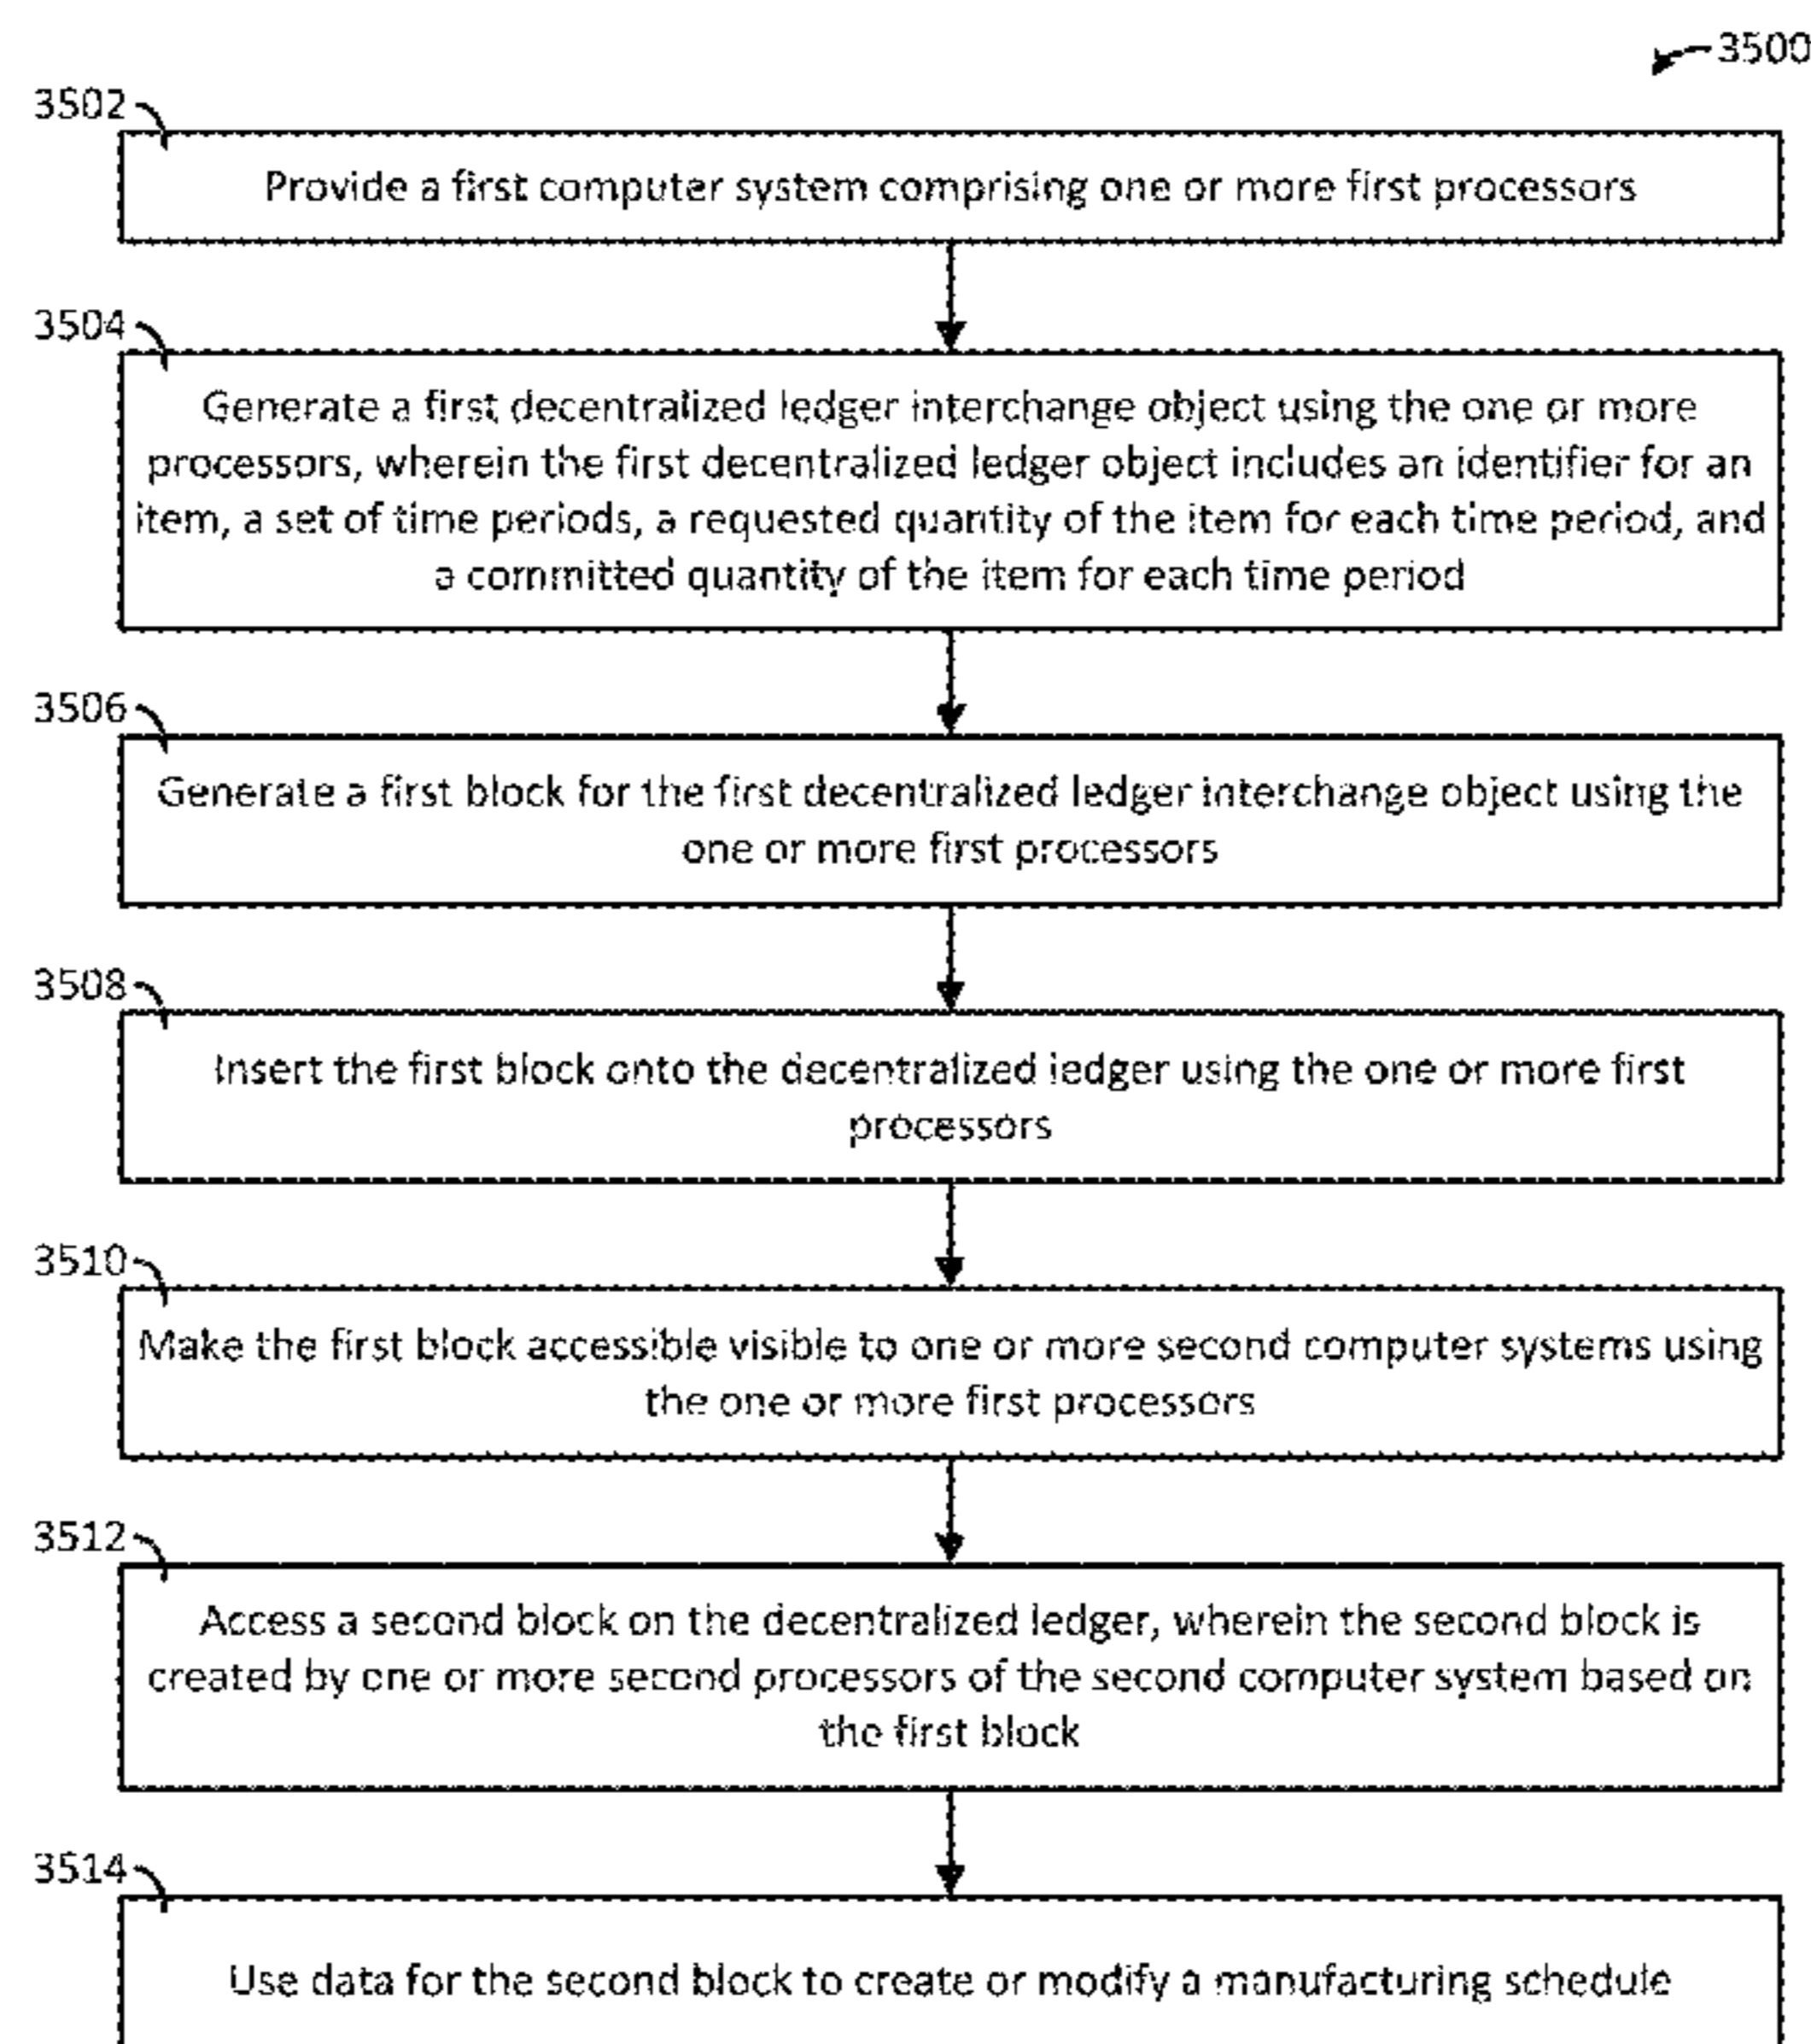 3500
3502
Provide a first computer system comprising one or more first processors
3504
Generate a first decentralized ledger interchange object using the one or more
processors, wherein the first decentralized ledger object includes an identifier for an
item, a set of time periods, a requested quantity of the item for each time period, and
a committed quantity of the item for each time period
3506
Generate a first block for the first decentralized ledger interchange object using the
one or more first processors
3508
Insert the first block onto the decentralized ledger using the one or more first
processors
3510
Make the first block accessible visible to one or more second computer systems using
the one or more first processors
3512
Access a second block on the decentralized ledger, wherein the second block is
created by one or more second processors of the second computer system based on
the first block
3514
Use data for the second block to create or modify a manufacturing schedule